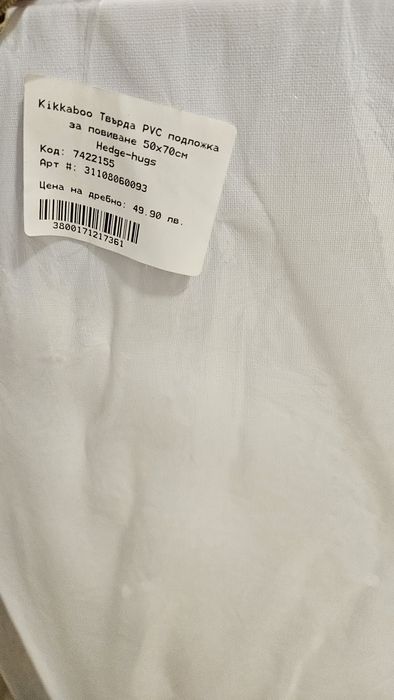 Kikkaboo Твърда PVC подложка
за повиване 50x70см
Hedge-hugs
Код: 7422155
Арт #: 31108060093
Цена на дребно: 49.90 лв.
3800171217361